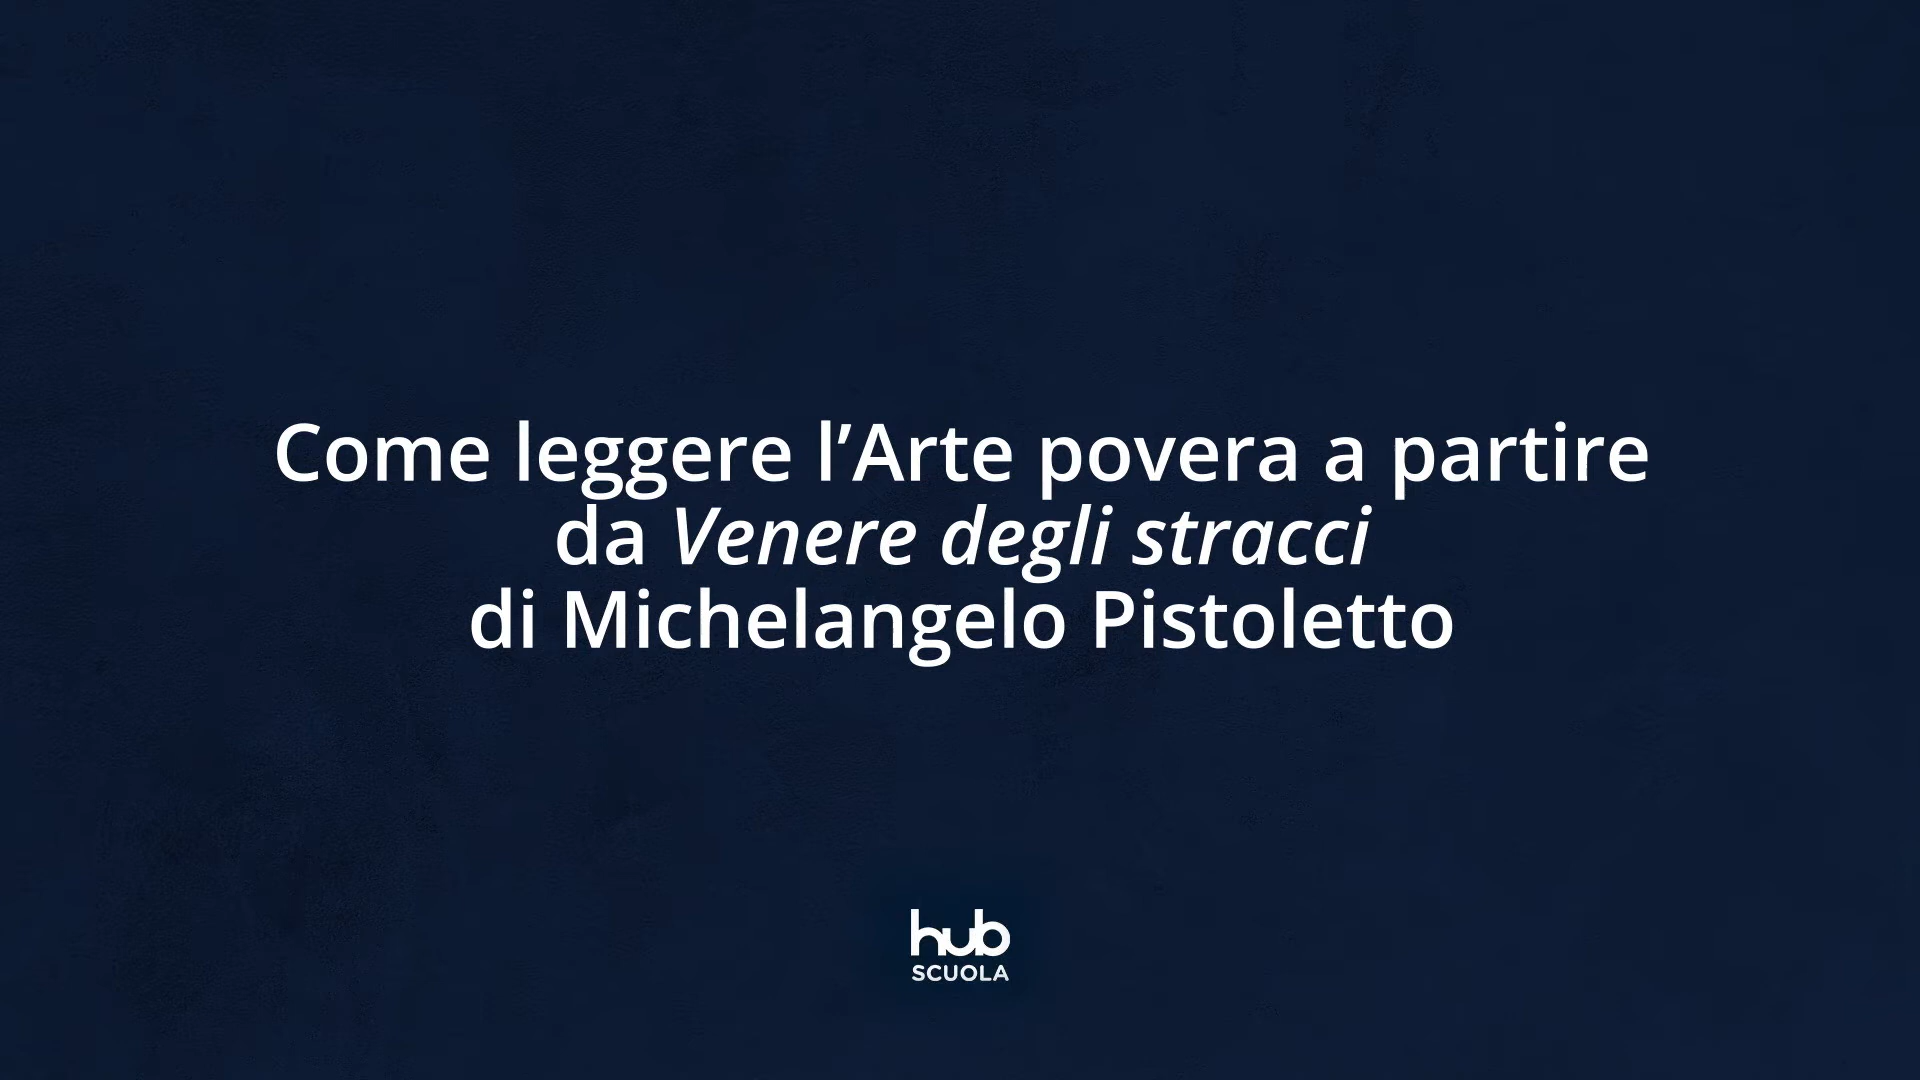 Come leggere l’Arte povera a partire
da Venere degli stracci
di Michelangelo Pistoletto
hub
SCUOLA